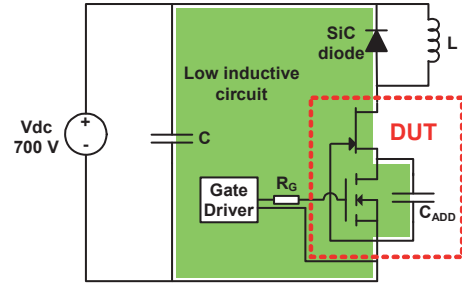 SiC
diode
L
Low inductive
circuit
Vdc
700 V
+
-
C
DUT
Gate
Driver
RG
CADD